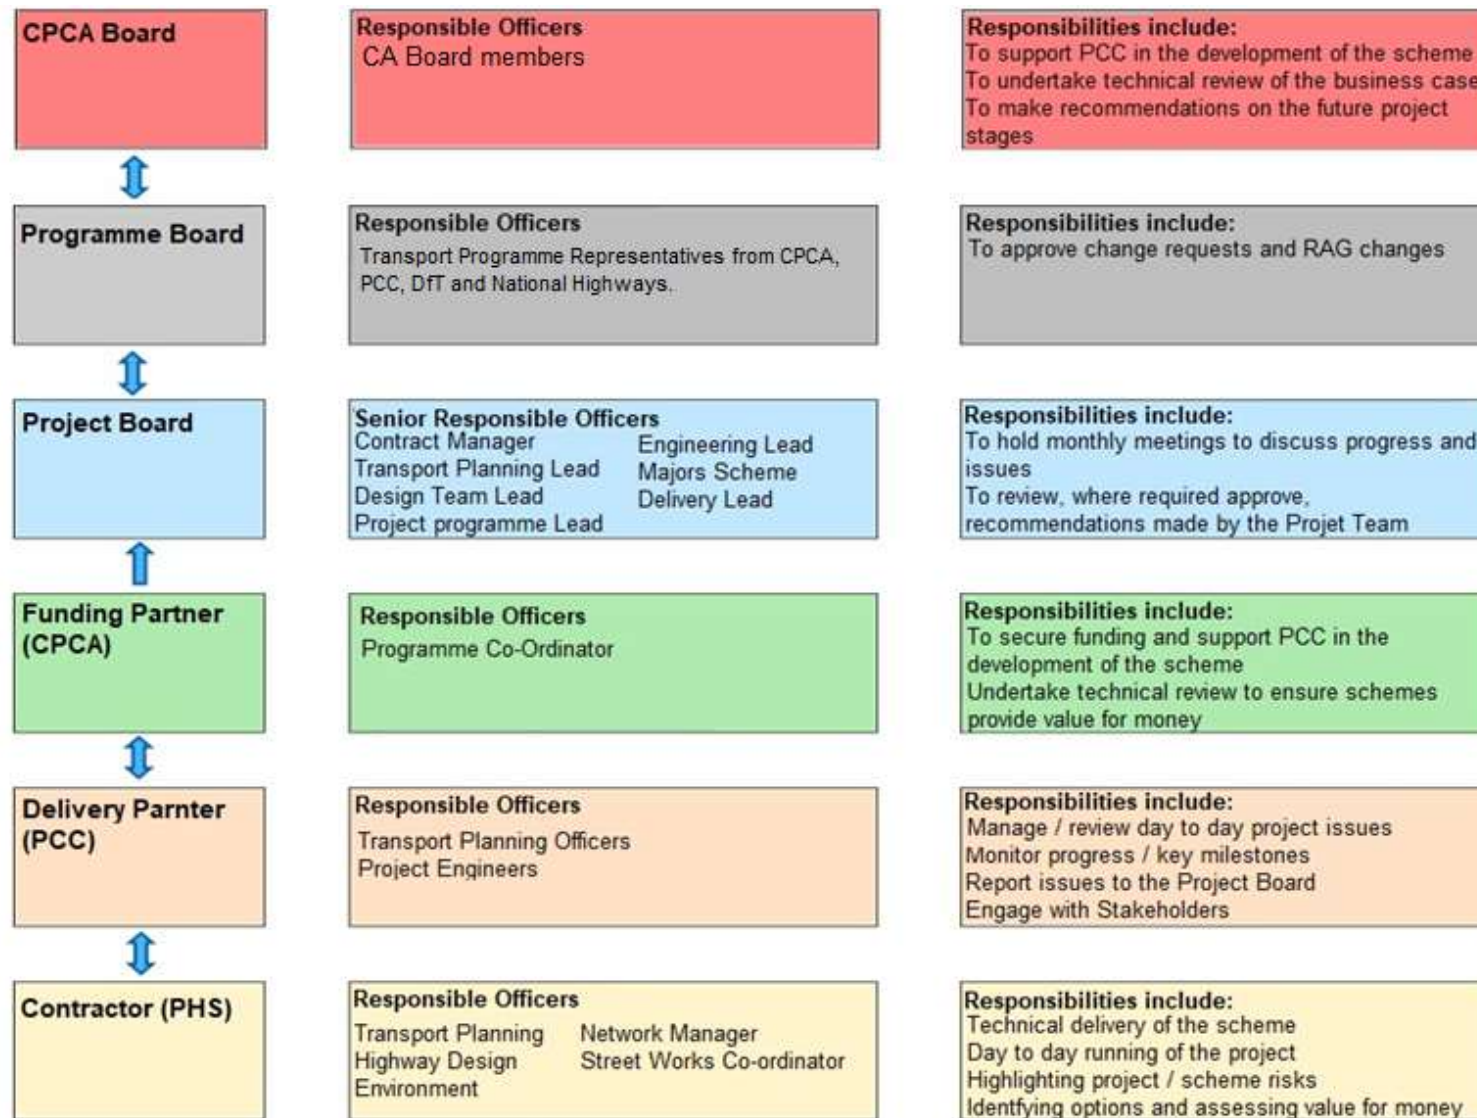 CPCA Board
Responsible Officers
CA Board members
Responsibilities include:
To support PCC in the development of the scheme
To undertake technical review of the business case
To make recommendations on the future project
stages
Programme Board
Responsible Officers
Transport Programme Representatives from CPCA,
PCC, DfT and National Highways.
Responsibilities include:
To approve change requests and RAG changes
Project Board
Senior Responsible Officers
Contract Manager
Transport Planning Lead
Design Team Lead
Project programme Lead
Engineering Lead
Majors Scheme
Delivery Lead
Responsibilities include:
To hold monthly meetings to discuss progress and
issues
To review, where required approve,
recommendations made by the Projet Team
Funding Partner
(CPCA)
Responsible Officers
Programme Co-Ordinator
Responsibilities include:
To secure funding and support PCC in the
development of the scheme
Undertake technical review to ensure schemes
provide value for money
Delivery Parnter
(PCC)
Responsible Officers
Transport Planning Officers
Project Engineers
Responsibilities include:
Manage / review day to day project issues
Monitor progress / key milestones
Report issues to the Project Board
Engage with Stakeholders
Contractor (PHS)
Responsible Officers
Transport Planning
Highway Design
Environment
Network Manager
Street Works Co-ordinator
Responsibilities include:
Technical delivery of the scheme
Day to day running of the project
Highlighting project / scheme risks
Identfying options and assessing value for money